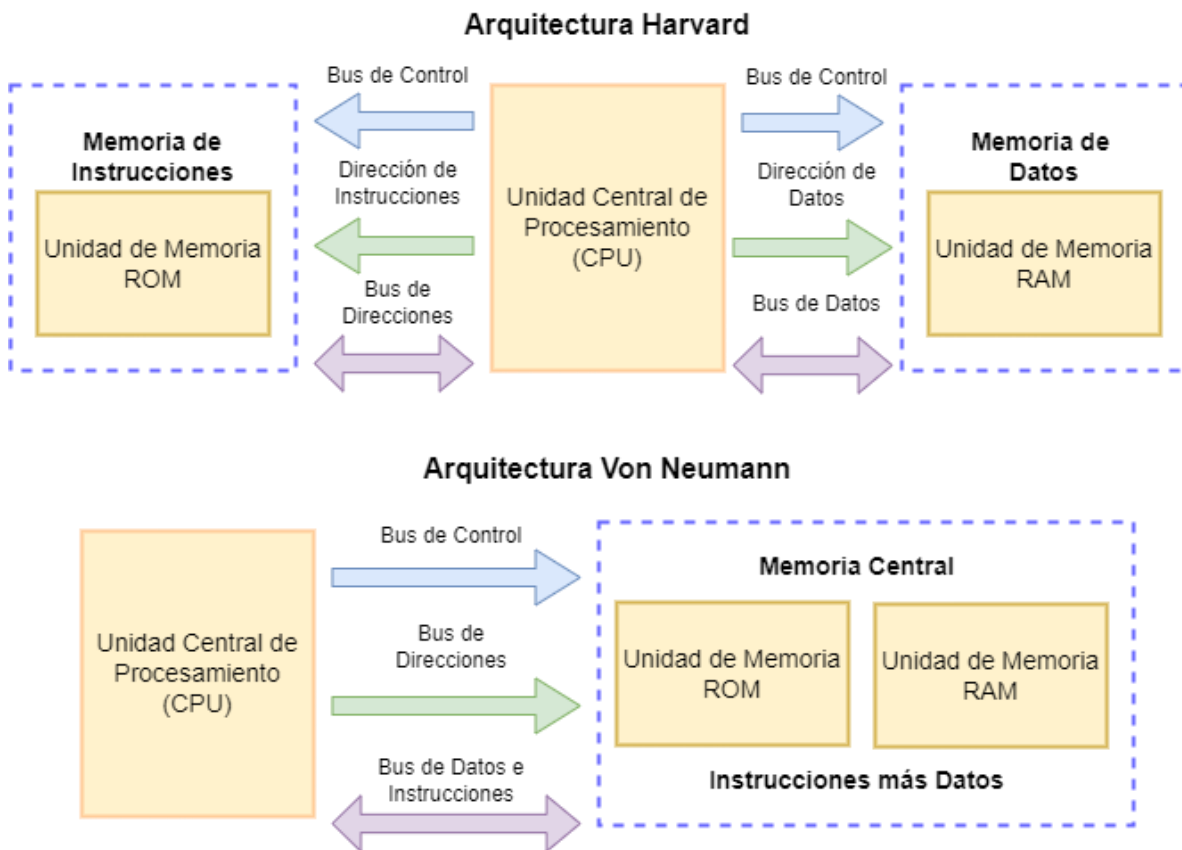 Arquitectura Harvard
Bus de Control
Bus de Control
Memoria de
Instrucciones
Dirección de
Instrucciones
Unidad Central de
Procesamiento
(CPU)
Dirección de
Datos
Memoria de
Datos
Unidad de Memoria
ROM
Unidad de Memoria
RAM
Bus de
Direcciones
Bus de Datos
Arquitectura Von Neumann
Bus de Control
Memoria Central
Unidad Central de
Procesamiento
(CPU)
Bus de
Direcciones
Unidad de Memoria
ROM
Unidad de Memoria
RAM
Bus de Datos e
Instrucciones
Instrucciones más Datos